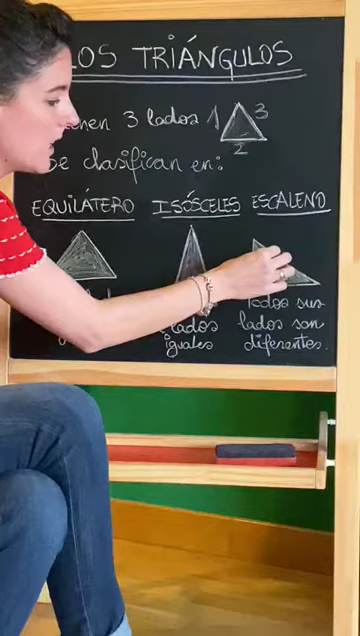 LOS TRIÁNGULOS
3 lados 1 3
2
Se clasifican en:
EQUILÁTERO ISÓSCELES ESCALENO
Todos sus
lados lados son
iguales diferentes.